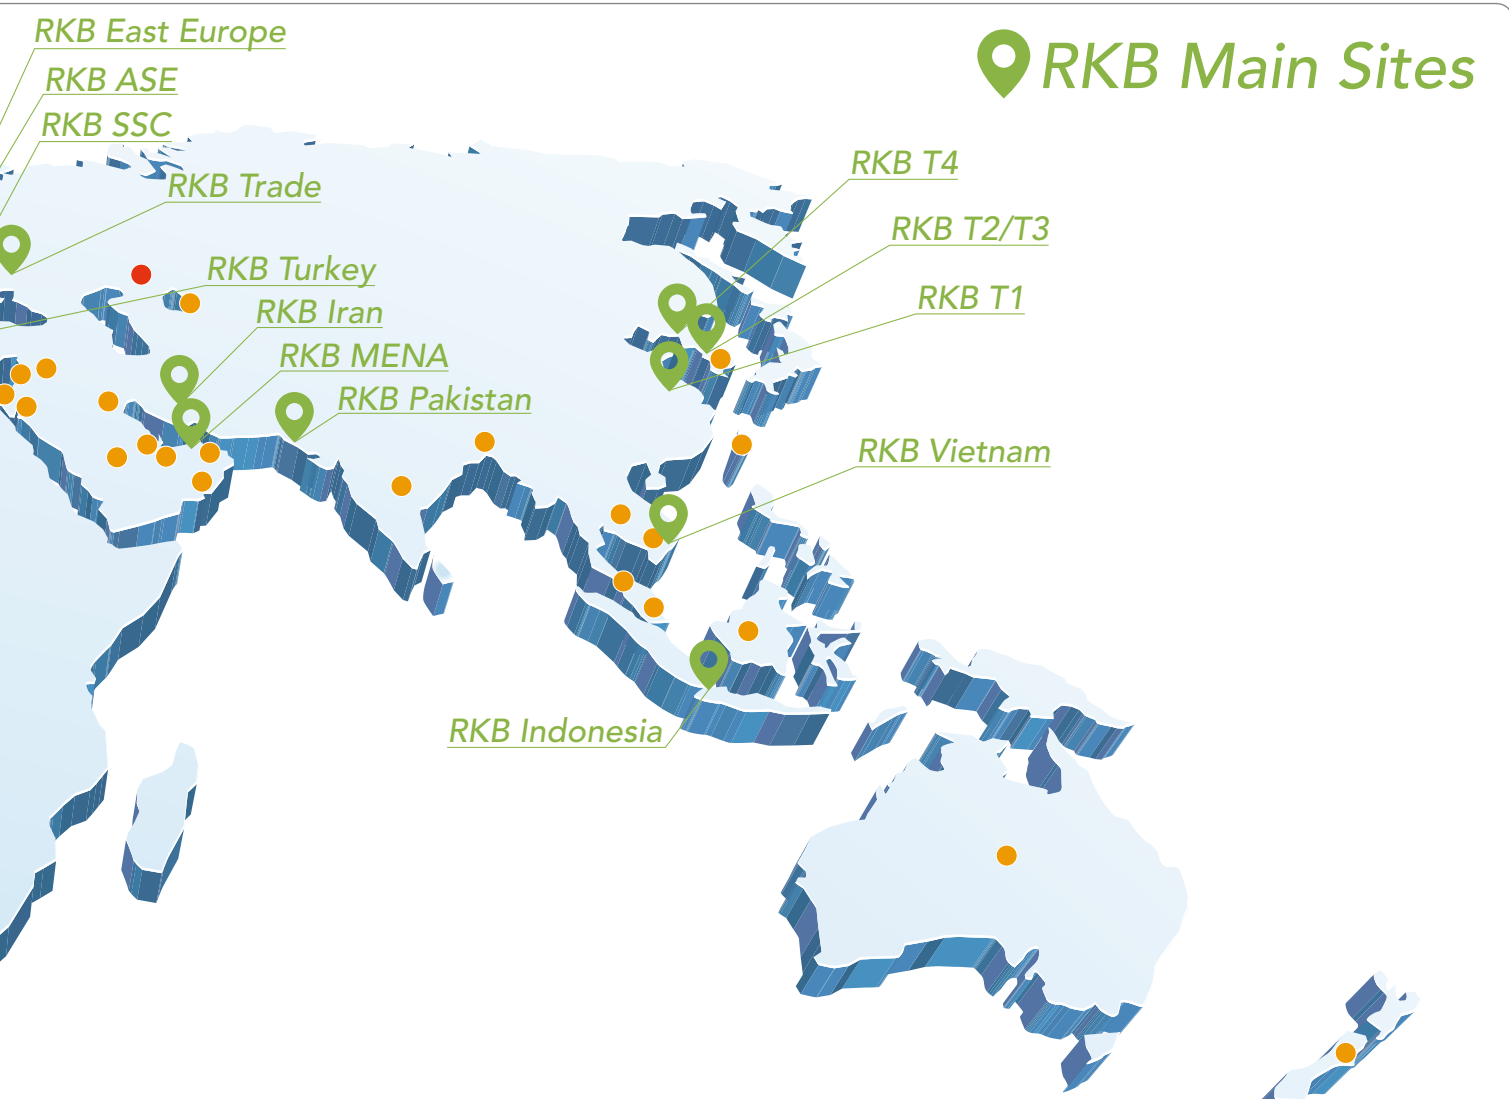 RKB East Europe
RKB Main Sites
RKB ASE
RKB SSC
RKB T4
RKB Trade
RKB T2/T3
RKB Turkey
RKB T1
RKB Iran
RKB MENA
RKB Pakistan
RKB Vietnam
RKB Indonesia